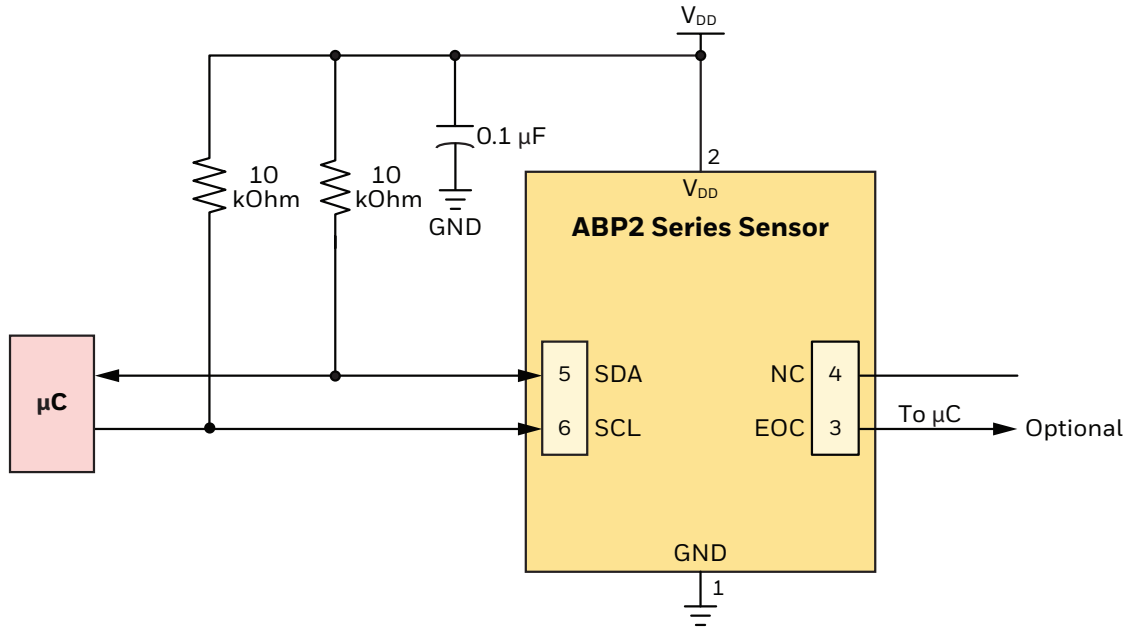 VDD
0.1 µF
10
kOhm
10
kOhm
GND
2
VDD
ABP2 Series Sensor
µC
5 SDA
6 SCL
NC 4
EOC 3
To µC
Optional
GND
1